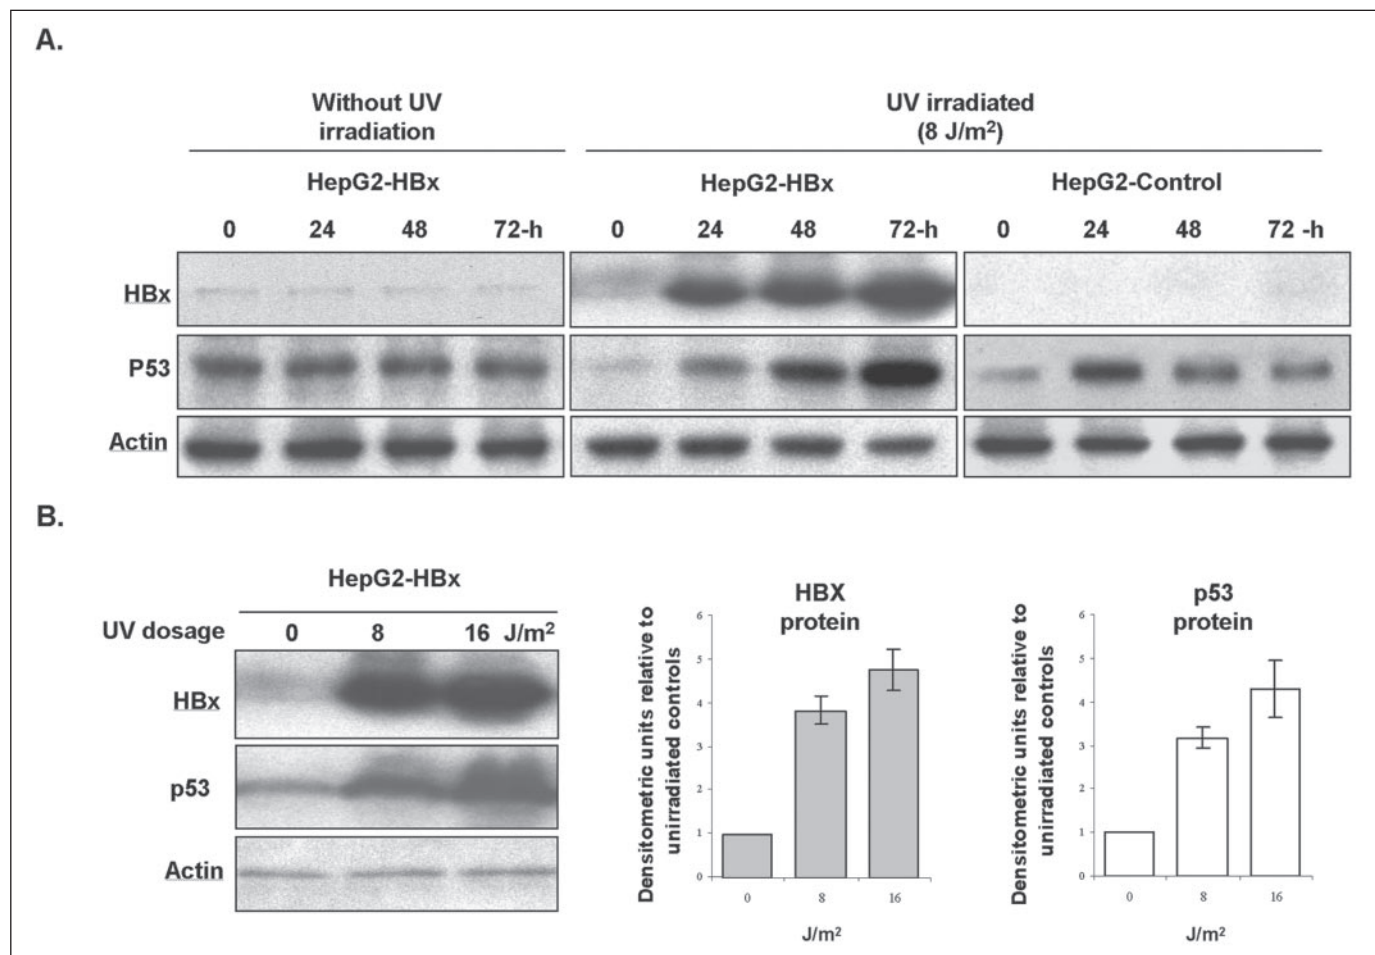 A.
Without UV
irradiation
UV irradiated
(8 J/m²)
HepG2-HBx
HepG2-HBx
HepG2-Control
0 24 48 72-h
0 24 48 72-h
0 24 48 72 -h
HBx
P53
Actin
B.
HepG2-HBx
UV dosage 0 8 16 J/m²
HBx
p53
Actin
Densitometric units relative to
unirradiated controls
HBX
protein
6
5
4
3
2
1
0
0 8 16
J/m²
Densitometric units relative to
unirradiated controls
p53
protein
6
5
4
3
2
1
0
0 8 16
J/m²